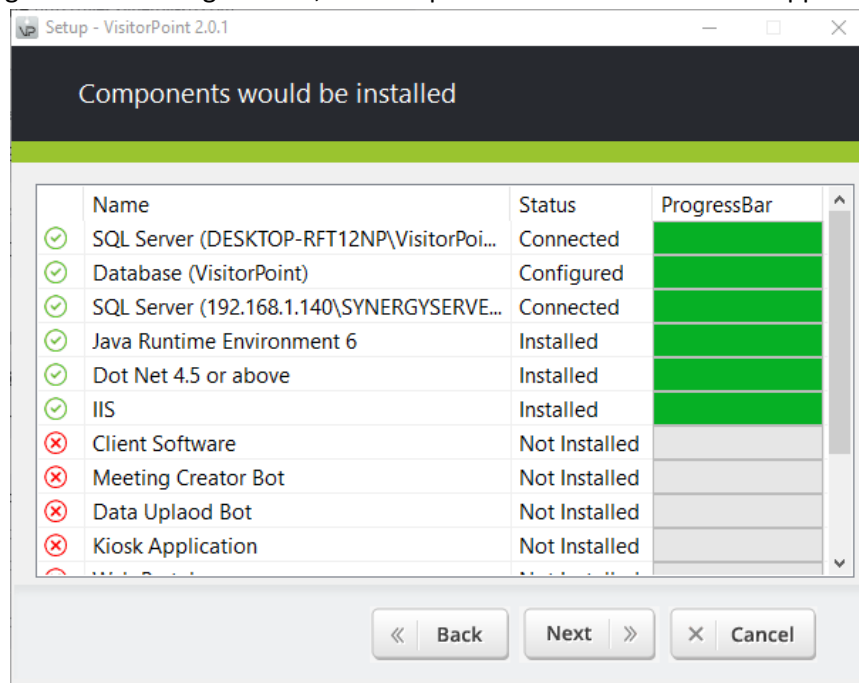 Setup - VisitorPoint 2.0.1
Components would be installed
Name Status ProgressBar
SQL Server (DESKTOP-RFT12NP\VisitorPoi... Connected
Database (VisitorPoint) Configured
SQL Server (192.168.1.140\SYNERGYSERVE... Connected
Java Runtime Environment 6 Installed
Dot Net 4.5 or above Installed
IIS Installed
Client Software Not Installed
Meeting Creator Bot Not Installed
Data Uplaod Bot Not Installed
Kiosk Application Not Installed
Back Next Cancel